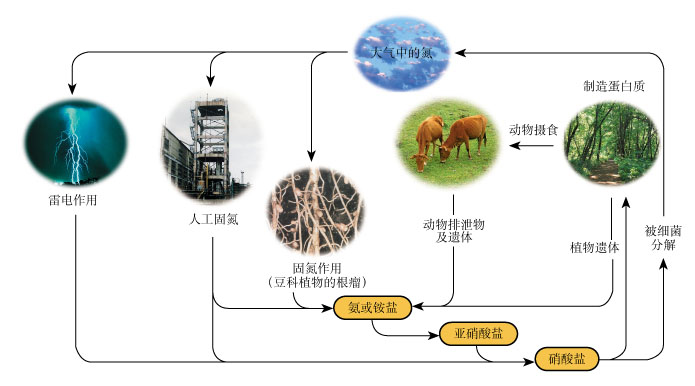 大气中的氮
制造蛋白质
动物摄食
雷电作用
人工固氮
动物排泄物
及遗体
植物遗体
被细菌
分解
固氮作用
(豆科植物的根瘤)
氨或铵盐
亚硝酸盐
硝酸盐